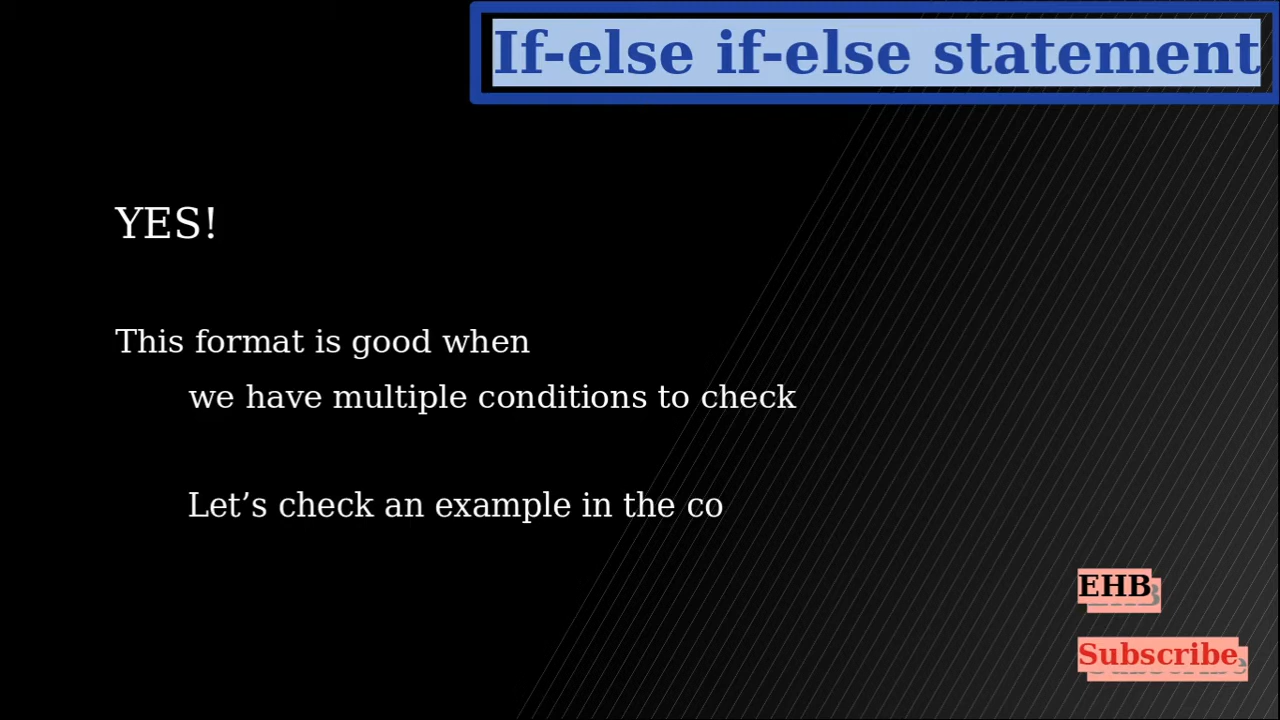 If-else if-else statement
YES!
This format is good when
we have multiple conditions to check
Let’s check an example in the co
EHB
Subscribe